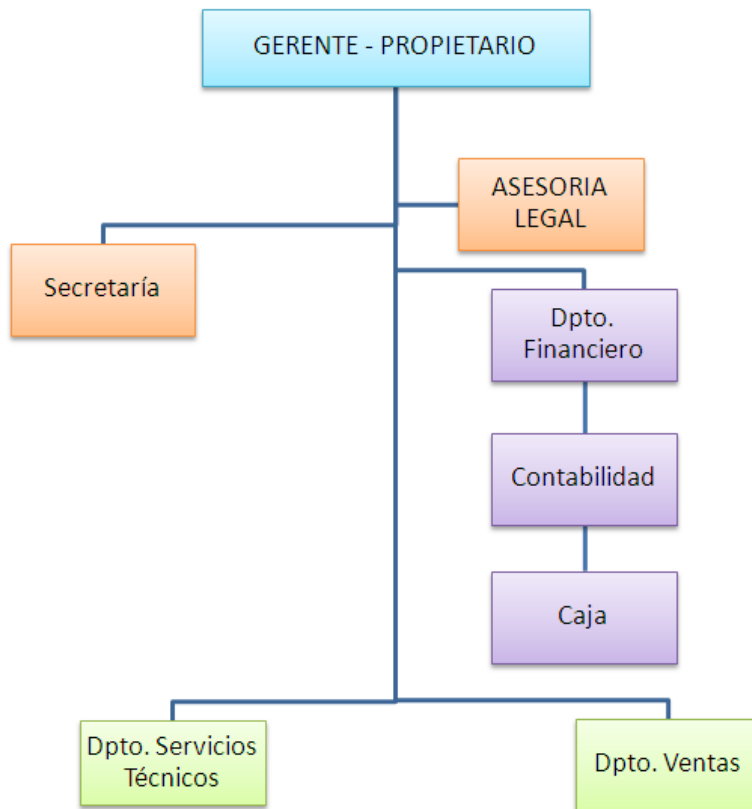 GERENTE - PROPIETARIO
ASESORIA
LEGAL
Secretaría
Dpto.
Financiero
Contabilidad
Caja
Dpto. Servicios
Técnicos
Dpto. Ventas